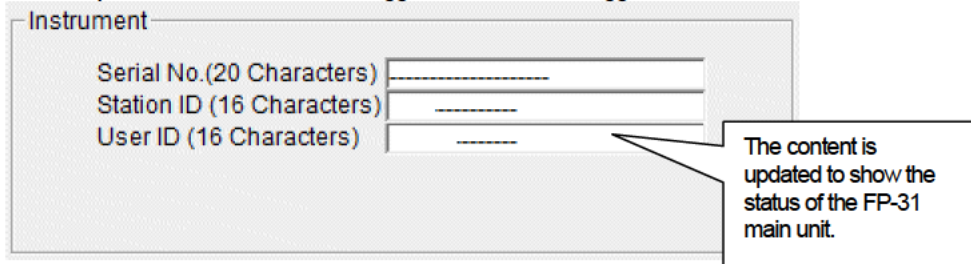 Instrument
Serial No.(20 Characters) --------------------
Station ID (16 Characters) ----------
User ID (16 Characters) --------
The content is
updated to show the
status of the FP-31
main unit.